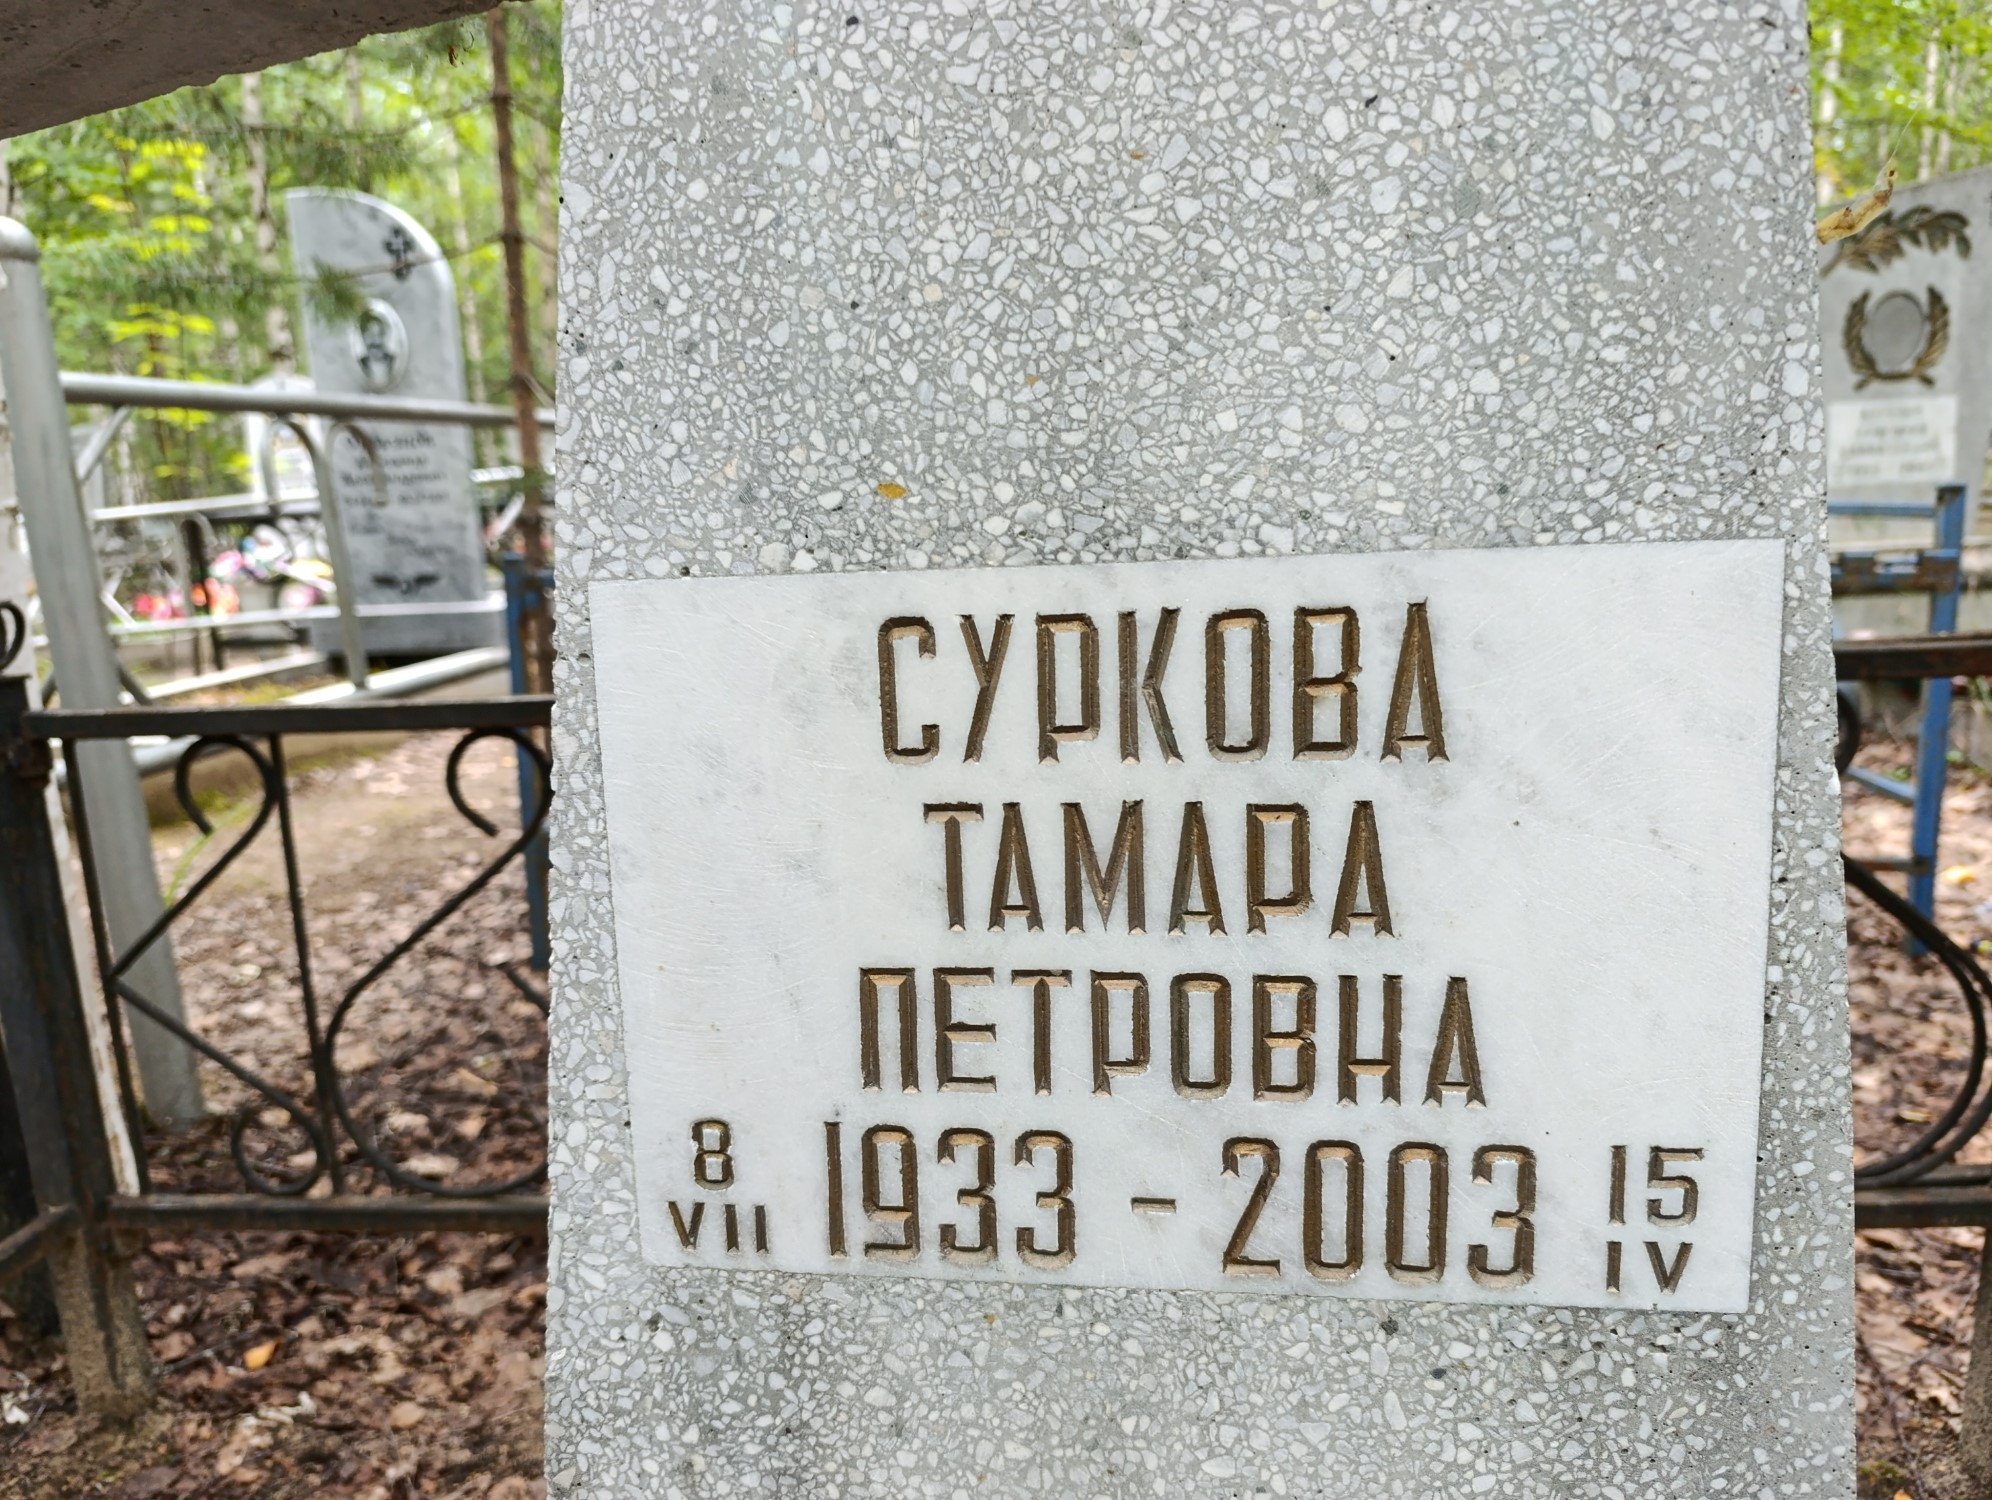 СУРКОВА
ТАМАРА
ПЕТРОВНА
8 VII 1933 - 2003 15 IV